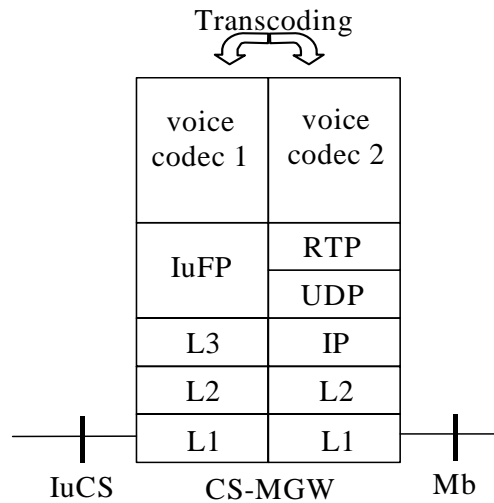 Transcoding
voice
codec 1
voice
codec 2
IuFP
RTP
UDP
L3
IP
L2
L2
L1
L1
IuCS
CS-MGW
Mb